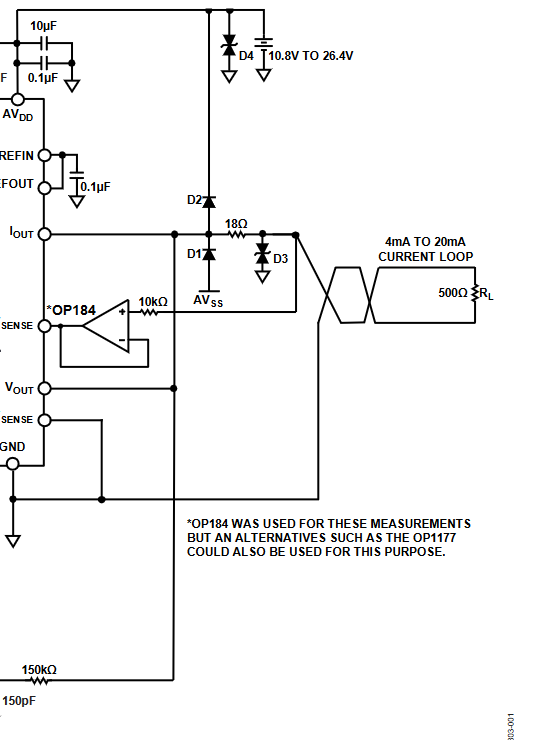 10µF
F
0.1µF
AVDD
D4
10.8V TO 26.4V
REFIN
EFOUT
0.1µF
D2
IOUT
18Ω
D1
D3
4mA TO 20mA
CURRENT LOOP
500Ω RL
AVSS
*OP184
10kΩ
SENSE
VOUT
SENSE
GND
*OP184 WAS USED FOR THESE MEASUREMENTS
BUT AN ALTERNATIVES SUCH AS THE OP1177
COULD ALSO BE USED FOR THIS PURPOSE.
150kΩ
150pF